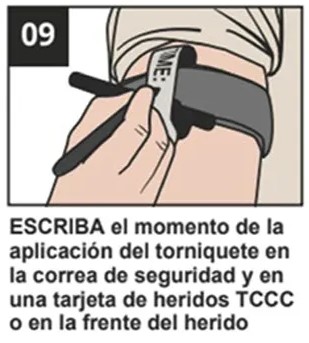 09
TIME:
ESCRIBA el momento de la
aplicación del torniquete en
la correa de seguridad y en
una tarjeta de heridos TCCC
o en la frente del herido